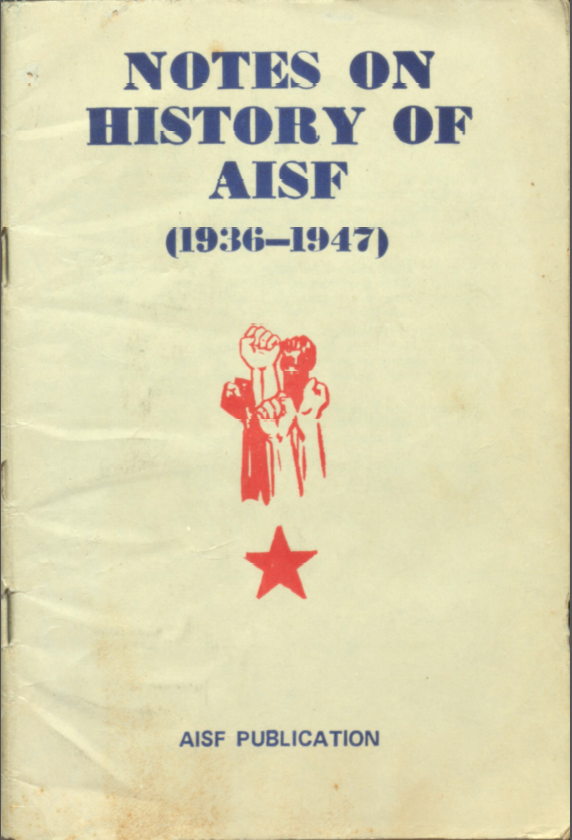 NOTES ON
HISTORY OF
AISF
(1936–1947)
AISF PUBLICATION